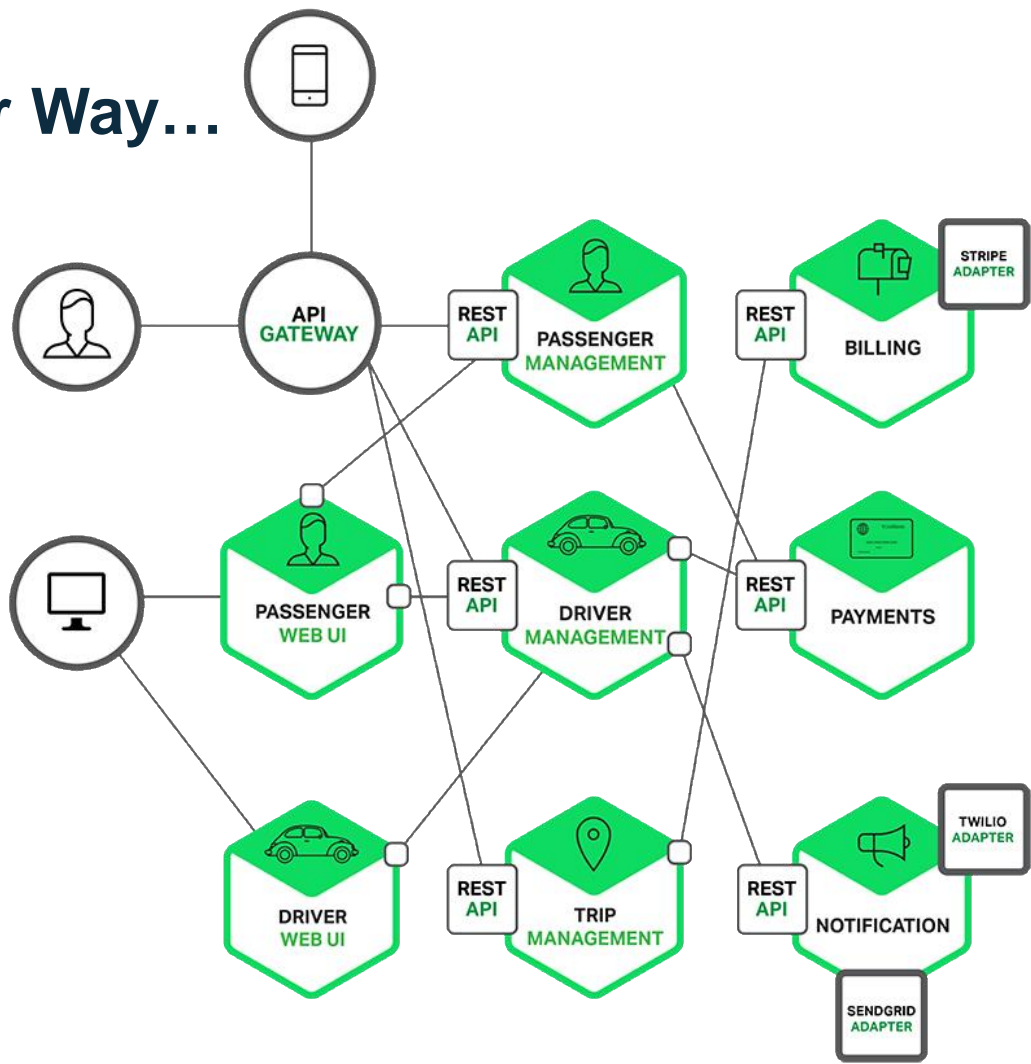 r Way…
API
GATEWAY
REST
API
PASSENGER
MANAGEMENT
REST
API
BILLING
STRIPE
ADAPTER
PASSENGER
WEB UI
REST
API
DRIVER
MANAGEMENT
REST
API
PAYMENTS
DRIVER
WEB UI
REST
API
TRIP
MANAGEMENT
REST
API
NOTIFICATION
TWILIO
ADAPTER
SENDGRID
ADAPTER